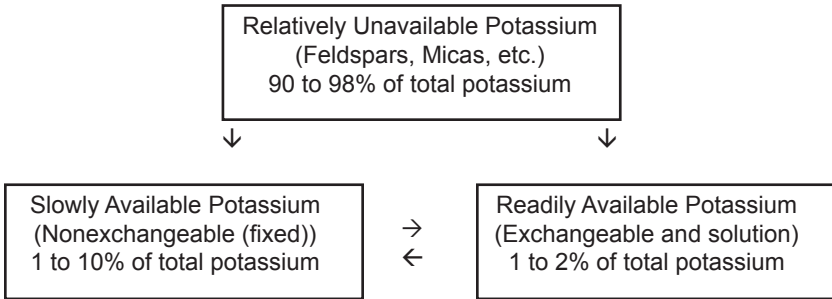 Relatively Unavailable Potassium
(Feldspars, Micas, etc.)
90 to 98% of total potassium
Slowly Available Potassium
(Nonexchangeable (fixed))
1 to 10% of total potassium
Readily Available Potassium
(Exchangeable and solution)
1 to 2% of total potassium